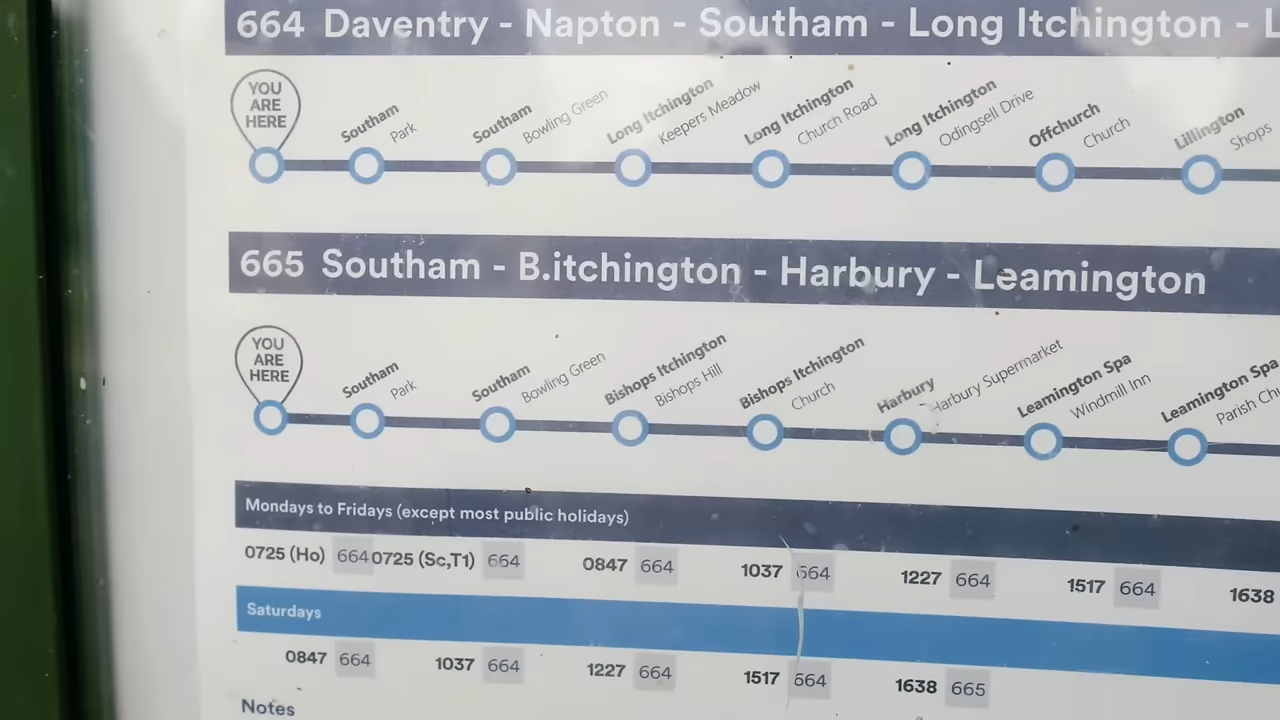 664 Daventry - Napton - Southam - Long Itchington - L
YOU
ARE
HERE
Southam
Park
Southam
Bowling Green
Long Itchington
Keepers Meadow
Long Itchington
Church Road
Long Itchington
Odingsell Drive
Offchurch
Church
Lillington
Shops
665 Southam - B.itchington - Harbury - Leamington
YOU
ARE
HERE
Southam
Park
Southam
Bowling Green
Bishops Itchington
Bishops Hill
Bishops Itchington
Church
Harbury
Harbury Supermarket
Leamington Spa
Windmill Inn
Leamington Spa
Parish Chu
Mondays to Fridays (except most public holidays)
0725 (Ho) 664 0725 (Sc,T1) 664 0847 664 1037 664 1227 664 1517 664 1638
Saturdays
0847 664 1037 664 1227 664 1517 664 1638 665
Notes